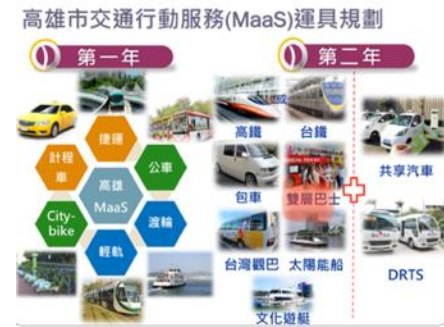 高雄市交通行動服務(MaaS)運具規劃
第一年
捷運
計程
車
公車
高雄
MaaS
City-
bike
渡輪
輕軌
第二年
高鐵
台鐵
包車
雙層巴士
台灣觀巴
太陽能船
文化遊艇
共享汽車
DRTS